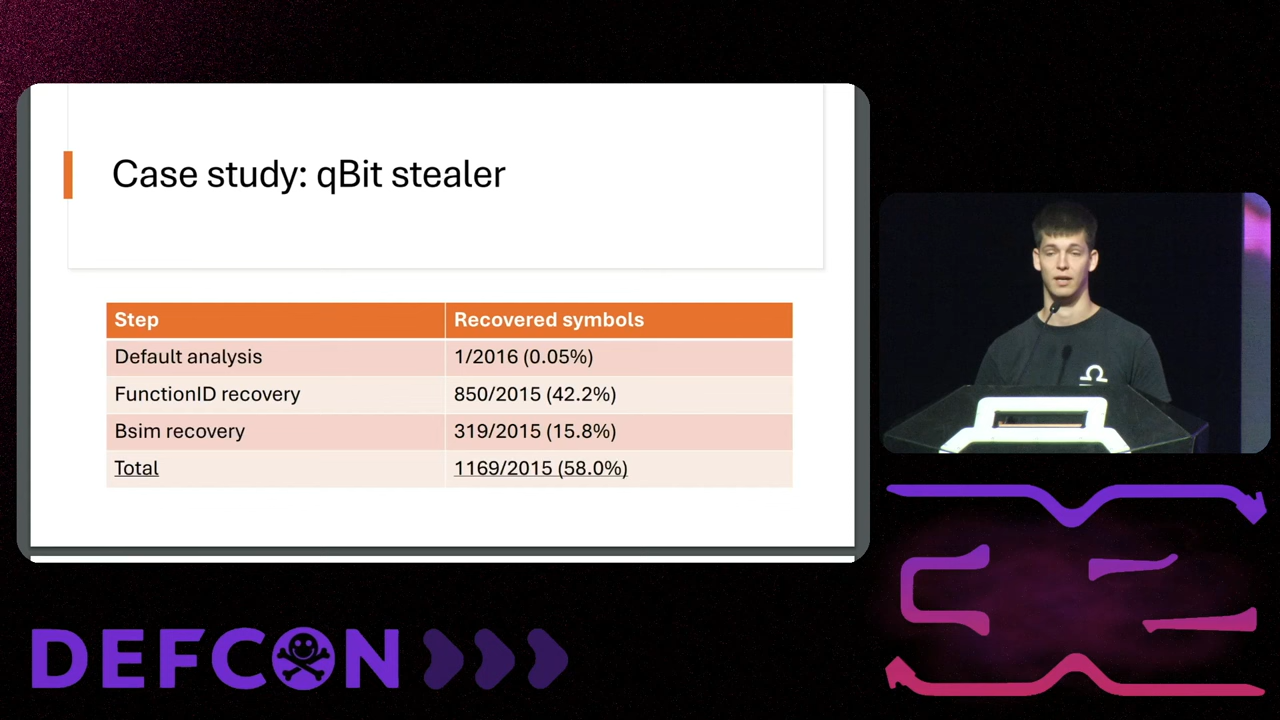 Case study: qBit stealer
Step Recovered symbols
Default analysis 1/2016 (0.05%)
FunctionID recovery 850/2015 (42.2%)
Bsim recovery 319/2015 (15.8%)
Total 1169/2015 (58.0%)
DEFCON